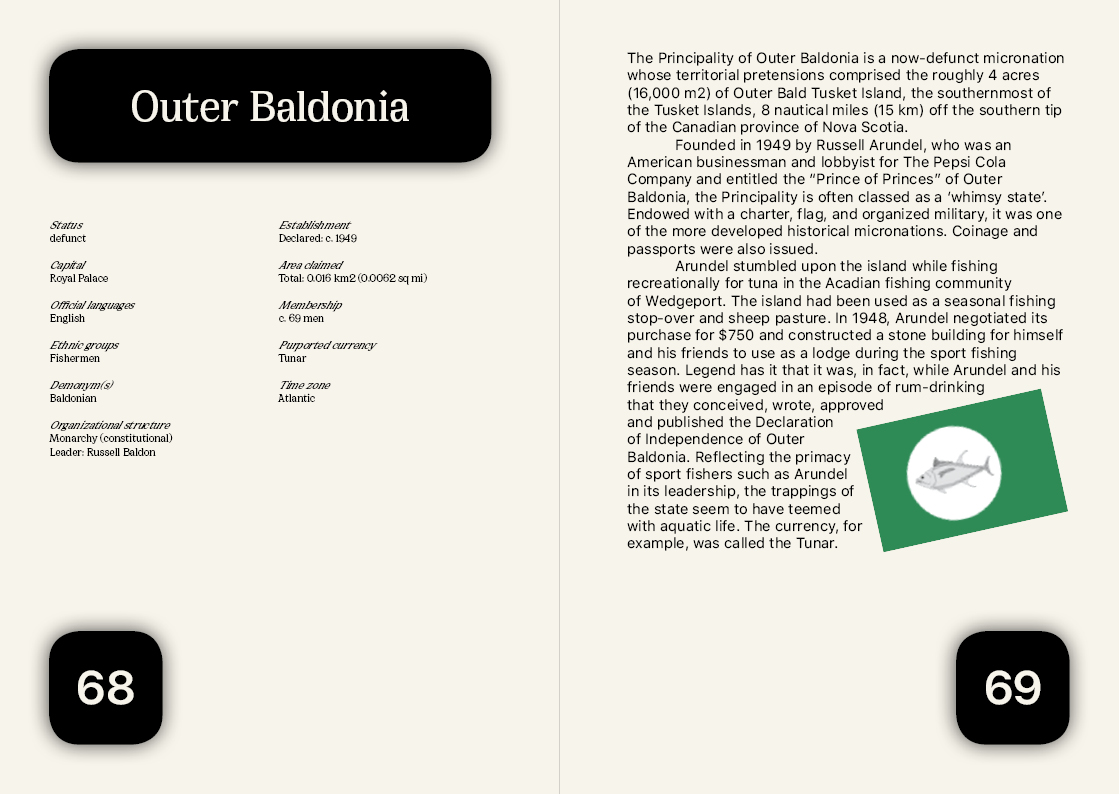 Outer Baldonia
Status
defunct
Capital
Royal Palace
Official languages
English
Ethnic groups
Fishermen
Demonym(s)
Baldonian
Organizational structure
Monarchy (constitutional)
Leader: Russell Baldon
Establishment
Declared: c. 1949
Area claimed
Total: 0.016 km2 (0.0062 sq mi)
Membership
c. 69 men
Purported currency
Tunar
Time zone
Atlantic
68
The Principality of Outer Baldonia is a now-defunct micronation
whose territorial pretensions comprised the roughly 4 acres
(16,000 m2) of Outer Bald Tusket Island, the southernmost of
the Tusket Islands, 8 nautical miles (15 km) off the southern tip
of the Canadian province of Nova Scotia.
Founded in 1949 by Russell Arundel, who was an
American businessman and lobbyist for The Pepsi Cola
Company and entitled the “Prince of Princes” of Outer
Baldonia, the Principality is often classed as a ‘whimsy state’.
Endowed with a charter, flag, and organized military, it was one
of the more developed historical micronations. Coinage and
passports were also issued.
Arundel stumbled upon the island while fishing
recreationally for tuna in the Acadian fishing community
of Wedgeport. The island had been used as a seasonal fishing
stop-over and sheep pasture. In 1948, Arundel negotiated its
purchase for $750 and constructed a stone building for himself
and his friends to use as a lodge during the sport fishing
season. Legend has it that it was, in fact, while Arundel and his
friends were engaged in an episode of rum-drinking
that they conceived, wrote, approved
and published the Declaration
of Independence of Outer
Baldonia. Reflecting the primacy
of sport fishers such as Arundel
in its leadership, the trappings of
the state seem to have teemed
with aquatic life. The currency, for
example, was called the Tunar.
69